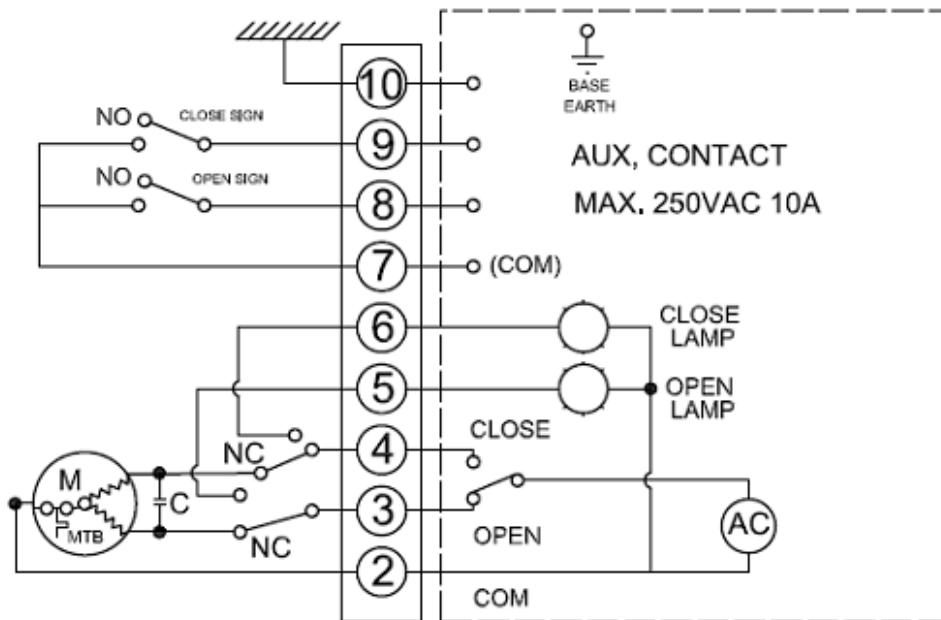 10
BASE
EARTH
NO
CLOSE SIGN
9
AUX, CONTACT
NO
OPEN SIGN
8
MAX. 250VAC 10A
7
(COM)
6
CLOSE
LAMP
5
OPEN
LAMP
CLOSE
NC
4
M
C
3
MTB
NC
OPEN
AC
2
COM